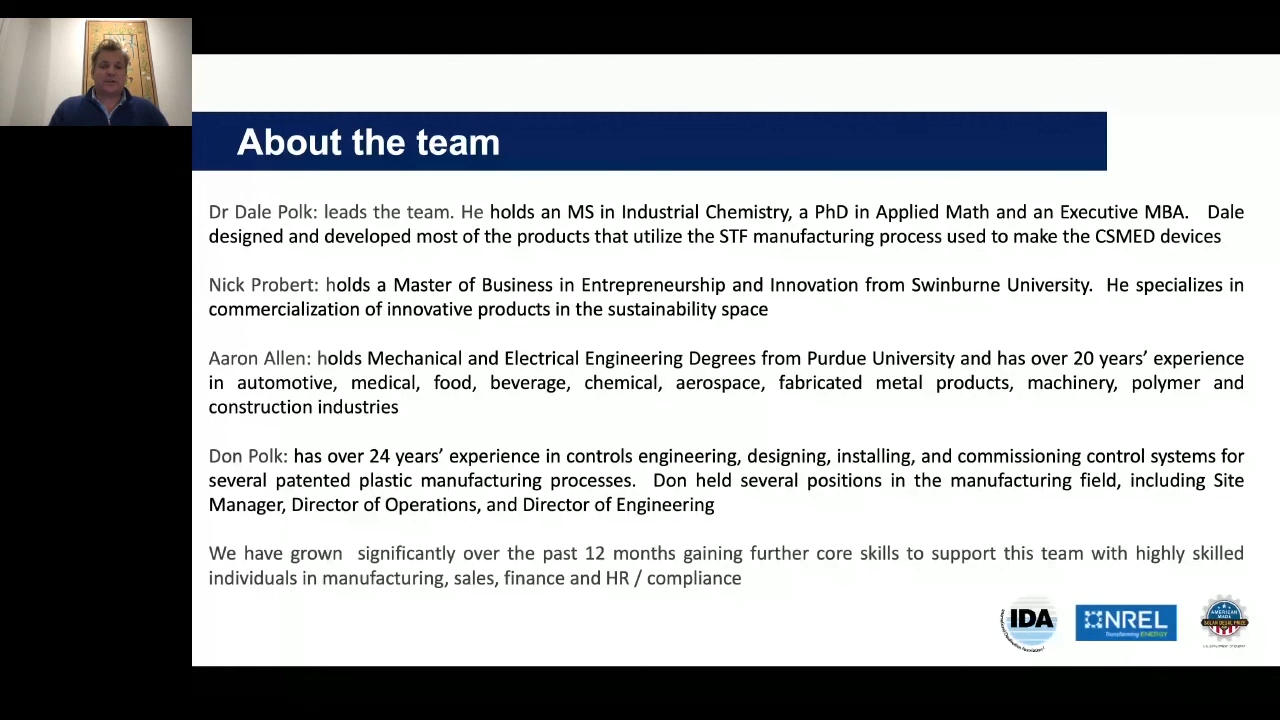 About the team
Dr Dale Polk: leads the team. He holds an MS in Industrial Chemistry, a PhD in Applied Math and an Executive MBA. Dale
designed and developed most of the products that utilize the STF manufacturing process used to make the CSMED devices
Nick Probert: holds a Master of Business in Entrepreneurship and Innovation from Swinburne University. He specializes in
commercialization of innovative products in the sustainability space
Aaron Allen: holds Mechanical and Electrical Engineering Degrees from Purdue University and has over 20 years’ experience
in automotive, medical, food, beverage, chemical, aerospace, fabricated metal products, machinery, polymer and
construction industries
Don Polk: has over 24 years’ experience in controls engineering, designing, installing, and commissioning control systems for
several patented plastic manufacturing processes. Don held several positions in the manufacturing field, including Site
Manager, Director of Operations, and Director of Engineering
We have grown significantly over the past 12 months gaining further core skills to support this team with highly skilled
individuals in manufacturing, sales, finance and HR / compliance
IDA
NREL
Transforming ENERGY
AMERICAN
MADE
SOLAR DESAL PRIZE